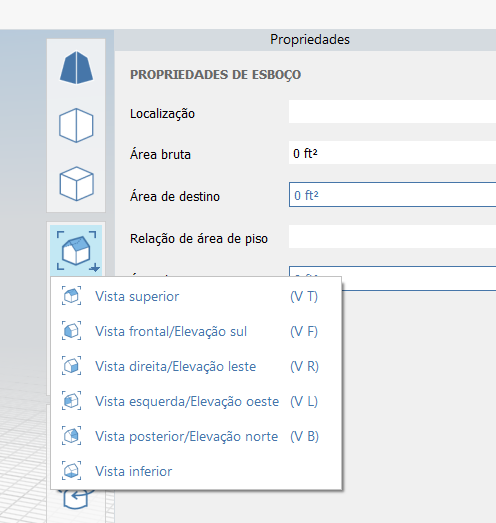 Propriedades
PROPRIEDADES DE ESBOÇO
Localização
Área bruta 0 ft²
Área de destino 0 ft²
Relação de área de piso
Vista superior (V T)
Vista frontal/Elevação sul (V F)
Vista direita/Elevação leste (V R)
Vista esquerda/Elevação oeste (V L)
Vista posterior/Elevação norte (V B)
Vista inferior